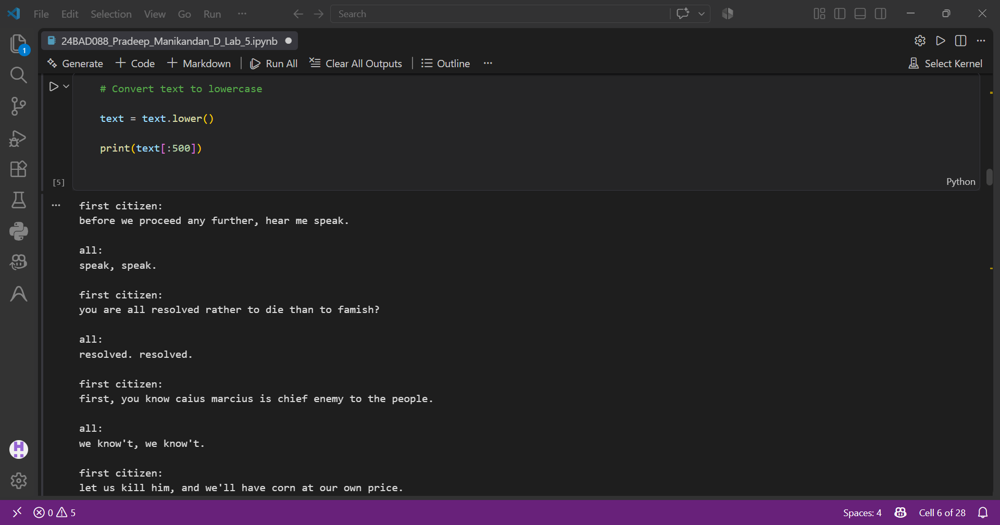 File Edit Selection View Go Run ··· Search
1
24BAD088_Pradeep_Manikandan_D_Lab_5.ipynb
Generate + Code + Markdown Run All Clear All Outputs Outline ··· Select Kernel
# Convert text to lowercase
text = text.lower()
print(text[:500])
[5]
Python
first citizen:
before we proceed any further, hear me speak.
all:
speak, speak.
first citizen:
you are all resolved rather to die than to famish?
all:
resolved. resolved.
first citizen:
first, you know caius marcius is chief enemy to the people.
all:
we know't, we know't.
first citizen:
let us kill him, and we'll have corn at our own price.
0 5 Spaces: 4 Cell 6 of 28